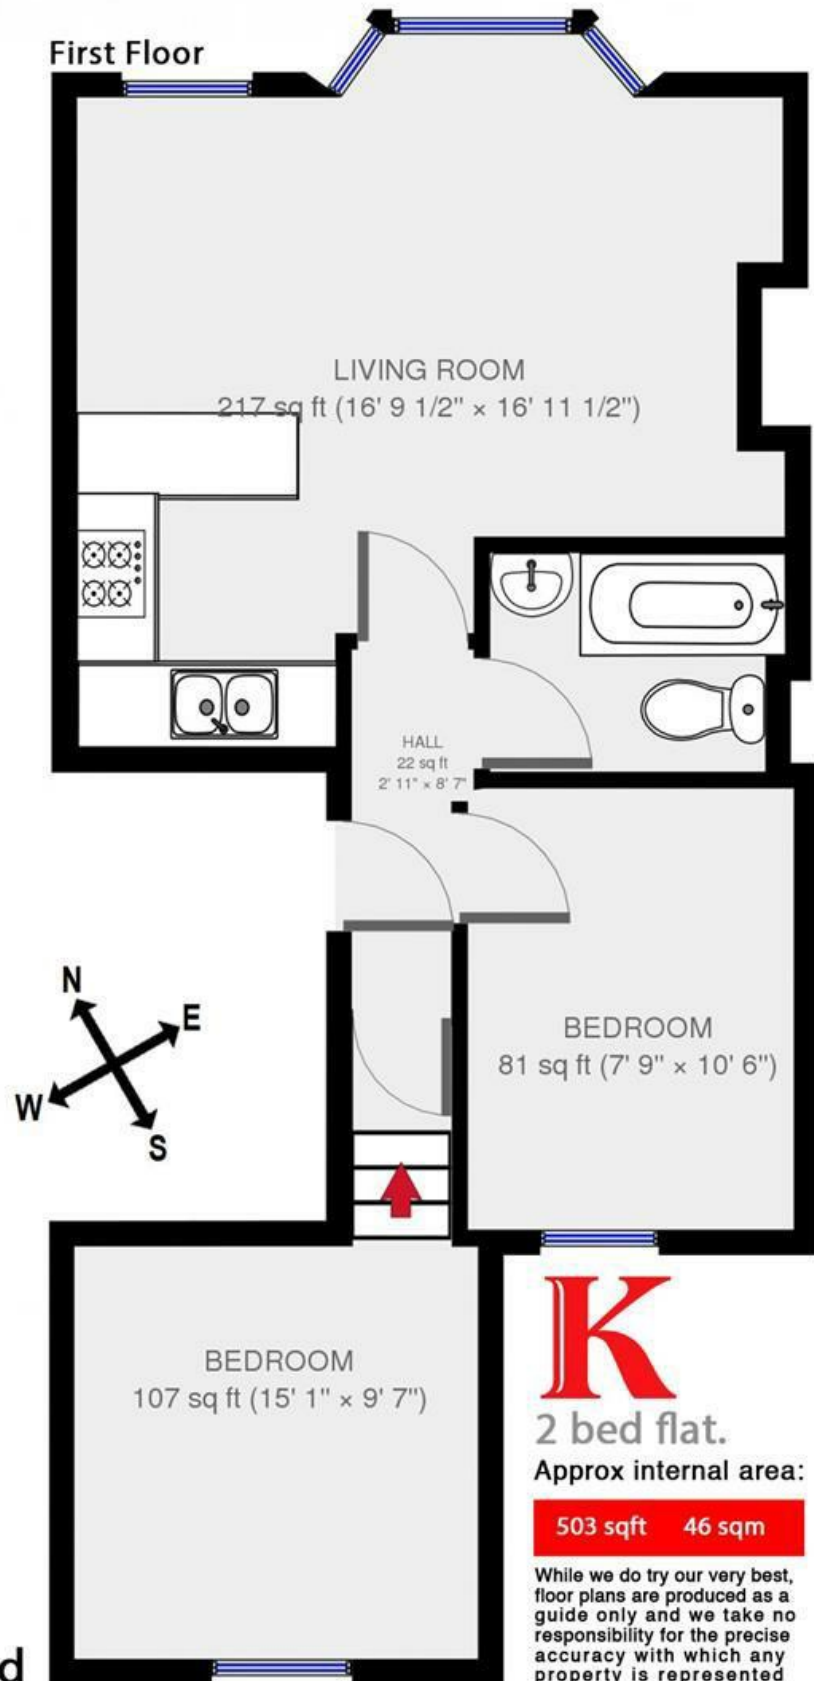 First Floor
LIVING ROOM
217 sq ft (16' 9 1/2" × 16' 11 1/2")
HALL
22 sq ft
2' 11" × 8' 7"
N
E
W
S
BEDROOM
81 sq ft (7' 9" × 10' 6")
BEDROOM
107 sq ft (15' 1" × 9' 7")
K
2 bed flat.
Approx internal area:
503 sqft 46 sqm
While we do try our very best,
floor plans are produced as a
guide only and we take no
responsibility for the precise
accuracy with which any
property is represented
d